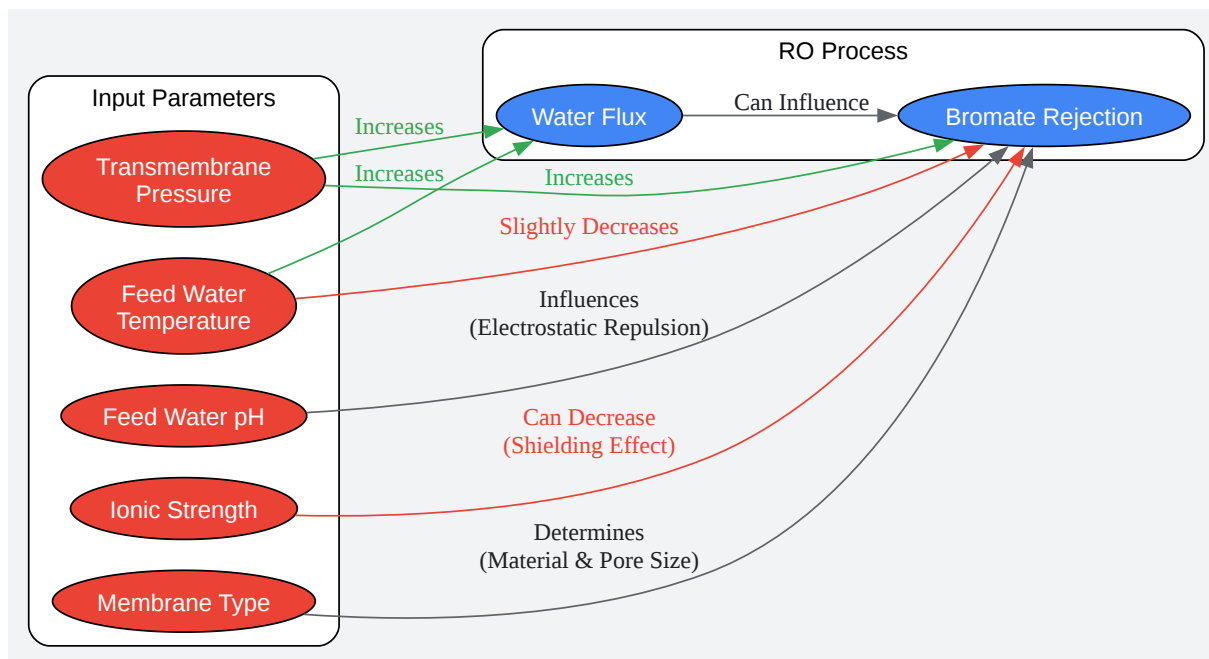 RO Process
Input Parameters
Water Flux
Can Influence
Bromate Rejection
Increases
Transmembrane
Pressure
Increases
Increases
Slightly Decreases
Feed Water
Temperature
Influences
(Electrostatic Repulsion)
Feed Water pH
Can Decrease
(Shielding Effect)
Ionic Strength
Determines
(Material & Pore Size)
Membrane Type